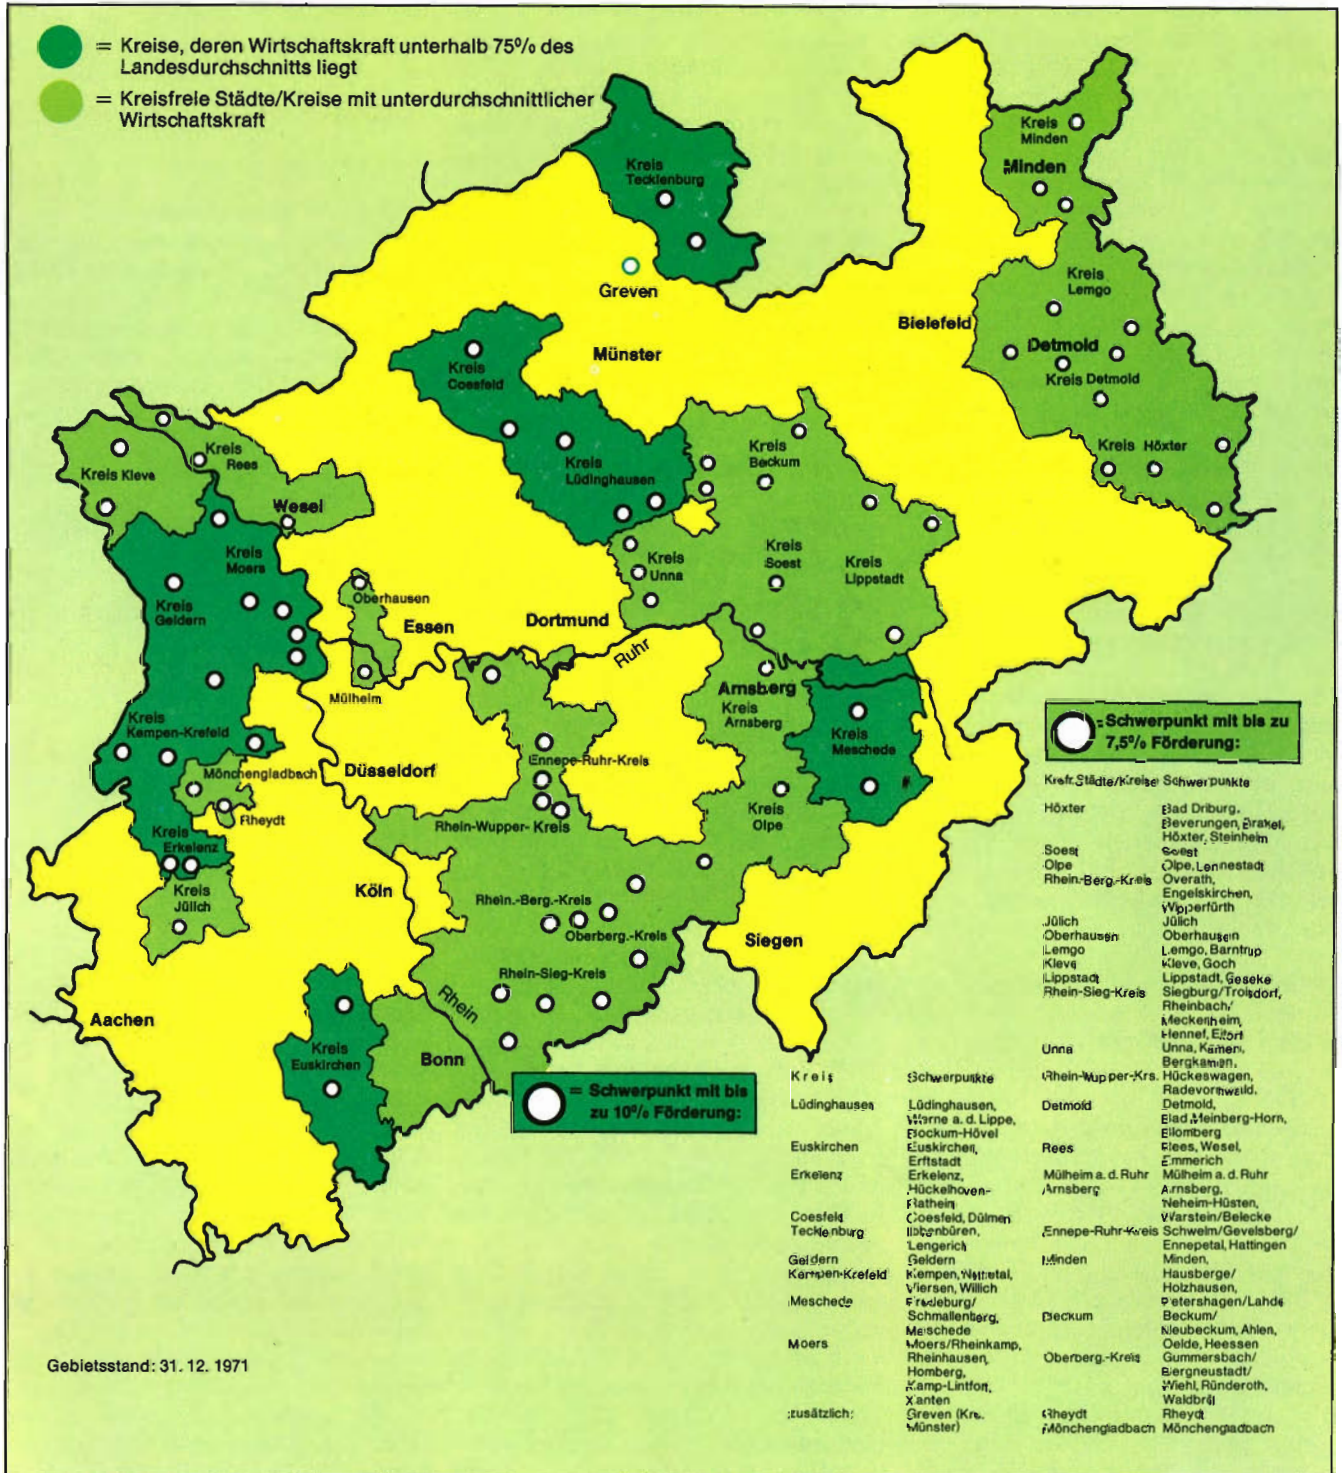 = Kreise, deren Wirtschaftskraft unterhalb 75% des
Landesdurchschnitts liegt
= Kreisfreie Städte/Kreise mit unterdurchschnittlicher
Wirtschaftskraft
Kreis
Minden
Minden
Kreis
Tecklenburg
Greven
Kreis
Lemgo
Bielefeld
Detmold
Kreis Detmold
Münster
Kreis
Coesfeld
Kreis Höxter
Kreis
Beckum
Kreis
Lüdinghausen
Kreis
Rees
Kreis Kleve
Wesel
Kreis
Moers
Kreis
Unna
Kreis
Soest
Kreis
Lippstadt
Kreis
Geldern
Oberhausen
Essen
Dortmund
Ruhr
Mülheim
Arnsberg
Kreis
Arnsberg
Kreis
Meschede
Kreis
Kempen-Krefeld
Mönchengladbach
Düsseldorf
Ennepe-Ruhr-Kreis
Rheydt
Rhein-Wupper-Kreis
Kreis
Olpe
Kreis
Erkelenz
Kreis
Jülich
Köln
Rhein.-Berg.-Kreis
Oberberg.-Kreis
Siegen
Rhein-Sieg-Kreis
Rhein
Aachen
Kreis
Euskirchen
Bonn
= Schwerpunkt mit bis
zu 10% Förderung:
= Schwerpunkt mit bis zu
7,5% Förderung:
Krsfr. Städte/Kreise Schwerpunkte
Höxter Bad Driburg,
Beverungen, Brakel,
Höxter, Steinheim
Soest Soest
Olpe Olpe, Lennestadt
Rhein.-Berg.-Kreis Overath,
Engelskirchen,
Wipperfürth
Jülich Jülich
Oberhausen Oberhausen
Lemgo Lemgo, Barntrup
Kleve Kleve, Goch
Lippstadt Lippstadt, Geseke
Rhein-Sieg-Kreis Siegburg/Troisdorf,
Rheinbach/
Meckenheim,
Hennef, Eitorf
Unna Unna, Kamen,
Bergkamen,
Rhein-Wupper-Krs. Hückeswagen,
Radevormwald.
Detmold Detmold,
Bad Meinberg-Horn,
Blomberg
Rees Rees, Wesel,
Emmerich
Mülheim a. d. Ruhr Mülheim a. d. Ruhr
Arnsberg Arnsberg,
Neheim-Hüsten,
Warstein/Belecke
Ennepe-Ruhr-Kreis Schwelm/Gevelsberg/
Ennepetal, Hattingen
Minden Minden,
Hausberge/
Holzhausen,
Petershagen/Lahde
Beckum Beckum/
Neubeckum, Ahlen,
Oelde, Heessen
Oberberg.-Kreis Gummersbach/
Bergneustadt/
Wiehl, Ründeroth,
Waldbröl
Rheydt Rheydt
Mönchengladbach Mönchengladbach
Kreis Schwerpunkte
Lüdinghausen Lüdinghausen,
Werne a. d. Lippe,
Bockum-Hövel
Euskirchen Euskirchen,
Erftstadt
Erkelenz Erkelenz,
Hückelhoven-
Ratheim
Coesfeld Coesfeld, Dülmen
Tecklenburg Ibbenbüren,
Lengerich
Geldern Geldern
Kempen-Krefeld Kempen, Nettetal,
Viersen, Willich
Meschede Fredeburg/
Schmallenberg,
Meschede
Moers Moers/Rheinkamp,
Rheinhausen,
Homberg,
Kamp-Lintfort,
Xanten
zusätzlich: Greven (Krs.
Münster)
Gebietsstand: 31. 12. 1971